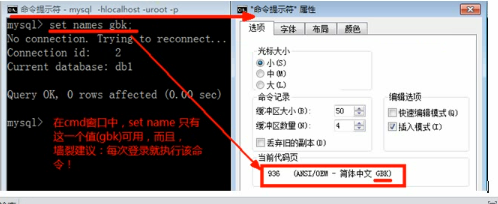 命令提示符 - mysql -hlocalhost -uroot -p
mysql> set names gbk;
No connection. Trying to reconnect...
Connection id:    2
Current database: db1
Query OK, 0 rows affected (0.00 sec)
mysql>
在cmd窗口中，set name 只有
这一个值(gbk)可用，而且，
墙裂建议：每次登录就执行该命
令！
"命令提示符" 属性
选项 字体 布局 颜色
光标大小
小(S)
中(M)
大(L)
命令记录
缓冲区大小(B): 50
缓冲区数量(N): 4
丢弃旧的副本(D)
编辑选项
快速编辑模式(Q)
插入模式(I)
当前代码页
936 (ANSI/OEM - 简体中文 GBK)